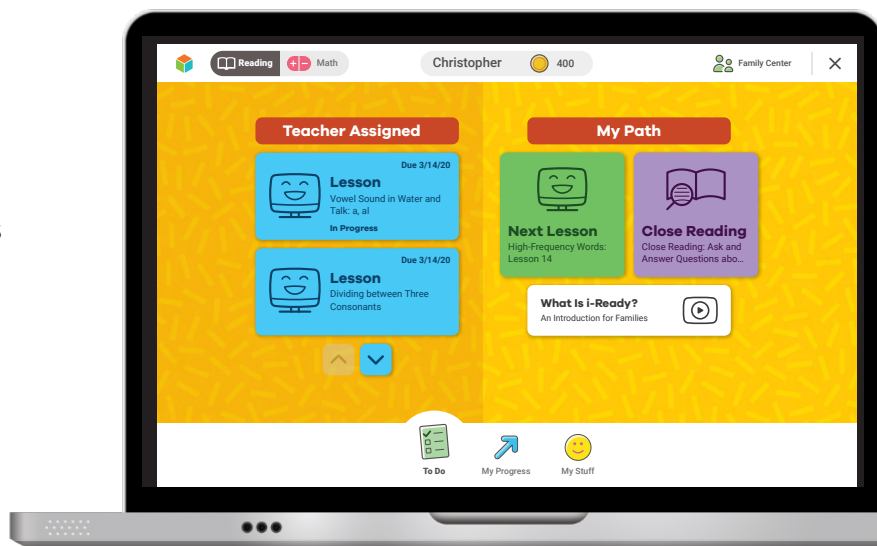 Reading
Math
Christopher
400
Family Center
Teacher Assigned
Due 3/14/20
Lesson
Vowel Sound in Water and
Talk: a, al
In Progress
Due 3/14/20
Lesson
Dividing between Three
Consonants
My Path
Next Lesson
High-Frequency Words:
Lesson 14
Close Reading
Close Reading: Ask and
Answer Questions abo...
What Is i-Ready?
An Introduction for Families
To Do
My Progress
My Stuff